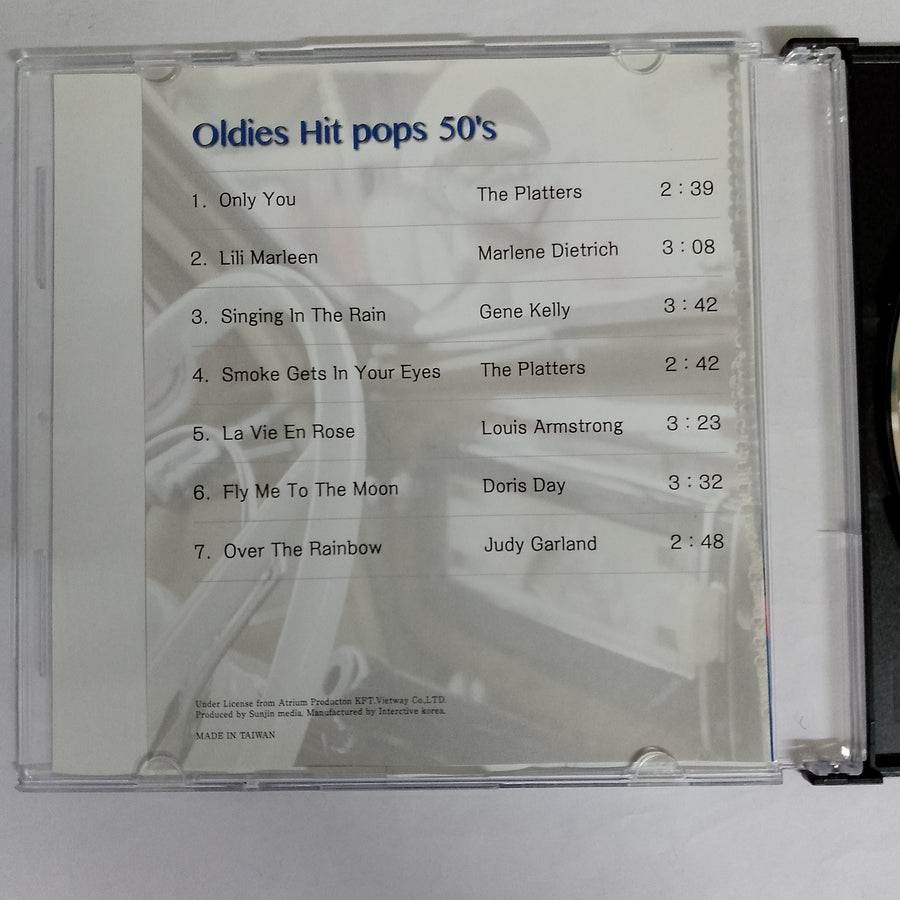 Oldies Hit pops 50's
1. Only You The Platters 2 : 39
2. Lili Marleen Marlene Dietrich 3 : 08
3. Singing In The Rain Gene Kelly 3 : 42
4. Smoke Gets In Your Eyes The Platters 2 : 42
5. La Vie En Rose Louis Armstrong 3 : 23
6. Fly Me To The Moon Doris Day 3 : 32
7. Over The Rainbow Judy Garland 2 : 48
Under License from Atrium Producton KFT.Vietway Co.,LTD.
Produced by Sunjin media. Manufactured by Interctive korea.
MADE IN TAIWAN